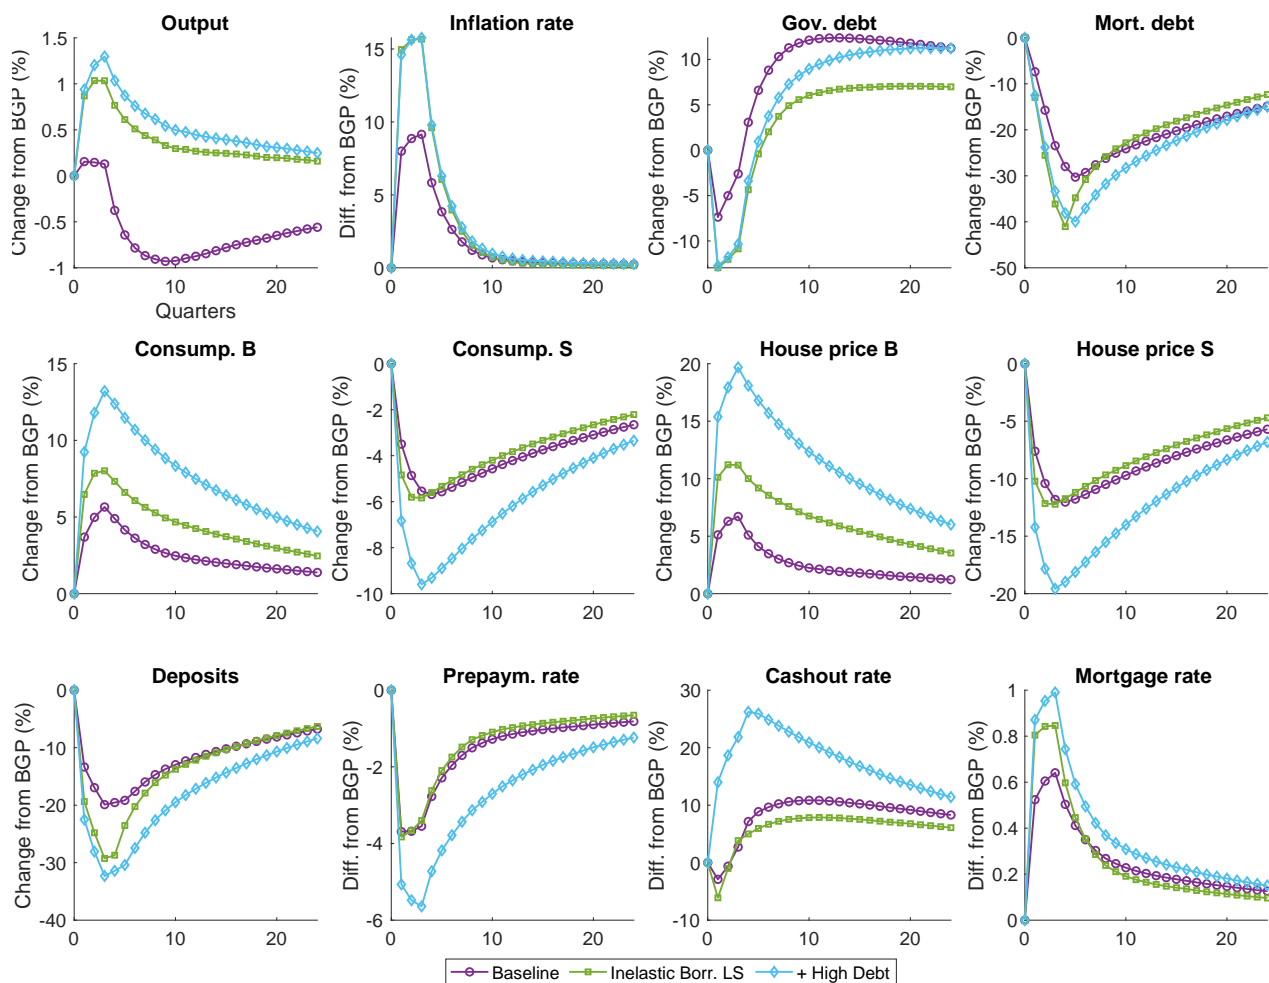 Output
Change from BGP (%)
1.5
1
0.5
0
-0.5
-1
0 10 20
Quarters
Inflation rate
Diff. from BGP (%)
15
10
5
0
0 10 20
Gov. debt
Change from BGP (%)
10
5
0
-5
-10
0 10 20
Mort. debt
Change from BGP (%)
0
-10
-20
-30
-40
-50
0 10 20
Consump. B
Change from BGP (%)
15
10
5
0
0 10 20
Consump. S
Change from BGP (%)
0
-2
-4
-6
-8
-10
0 10 20
House price B
Change from BGP (%)
20
15
10
5
0
0 10 20
House price S
Change from BGP (%)
0
-5
-10
-15
-20
0 10 20
Deposits
Change from BGP (%)
0
-10
-20
-30
-40
0 10 20
Prepaym. rate
Diff. from BGP (%)
0
-2
-4
-6
0 10 20
Cashout rate
Diff. from BGP (%)
30
20
10
0
-10
0 10 20
Mortgage rate
Diff. from BGP (%)
1
0.8
0.6
0.4
0.2
0
0 10 20
Baseline Inelastic Borr. LS + High Debt